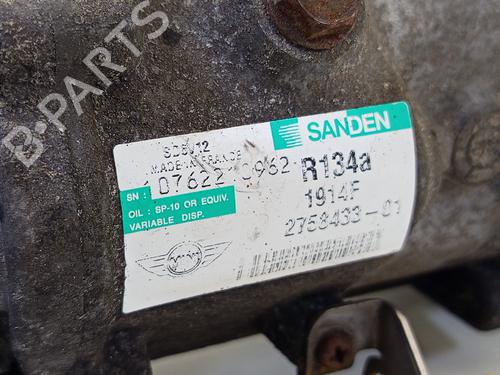 B-PARTS
SANDEN
MADE IN FRANCE
SN : 07622 0962 R134a
OIL : SP-10 OR EQUIV. 1914F
VARIABLE DISP. 2758433-01
MINI